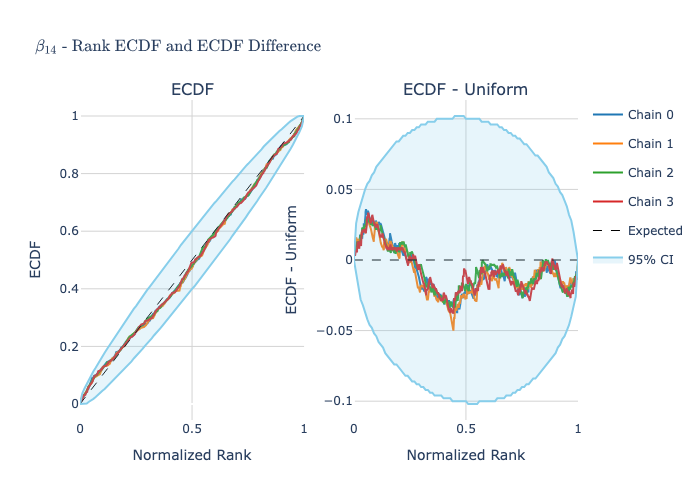 β₁₄ - Rank ECDF and ECDF Difference
ECDF
ECDF
1
0.8
0.6
0.4
0.2
0
0
0.5
1
Normalized Rank
ECDF - Uniform
ECDF - Uniform
0.1
0.05
0
−0.05
−0.1
0
0.5
1
Normalized Rank
Chain 0
Chain 1
Chain 2
Chain 3
Expected
95% CI